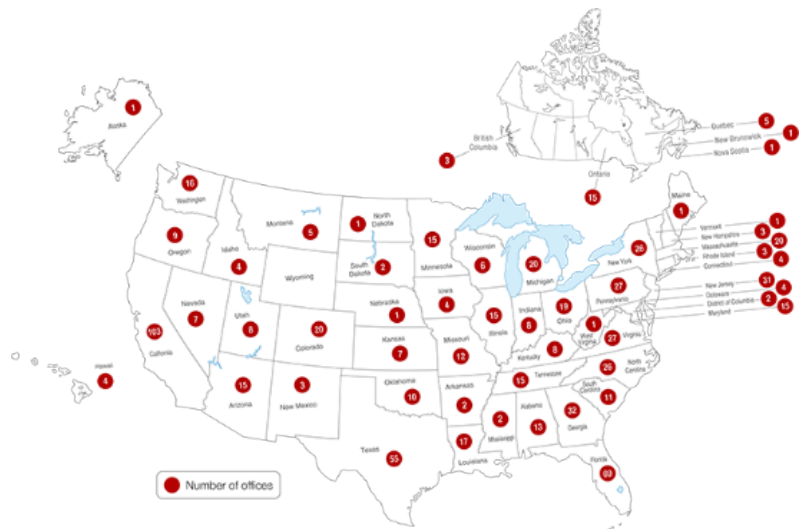 1
Alaska
British
Columbia
3
Ontario
15
Quebec
5
New Brunswick
1
Nova Scotia
1
16
Washington
9
Oregon
4
Idaho
Montana
5
Wyoming
1
North
Dakota
South
Dakota
2
15
Minnesota
Wisconsin
6
20
Michigan
Maine
1
Vermont
1
New Hampshire
3
Massachusetts
20
Rhode Island
3
Connecticut
4
New York
26
27
Pennsylvania
New Jersey
31
Delaware
4
District of Columbia
2
Maryland
15
103
California
Nevada
7
Utah
8
20
Colorado
Nebraska
1
Kansas
7
Iowa
4
Missouri
12
15
Illinois
Indiana
8
19
Ohio
1
West
Virginia
27
Virginia
Kentucky
8
15
Tennessee
26
North
Carolina
South
Carolina
11
Hawaii
4
15
Arizona
3
New Mexico
Oklahoma
10
Texas
55
Arkansas
2
17
Louisiana
2
Mississippi
Alabama
13
32
Georgia
Florida
Number of offices